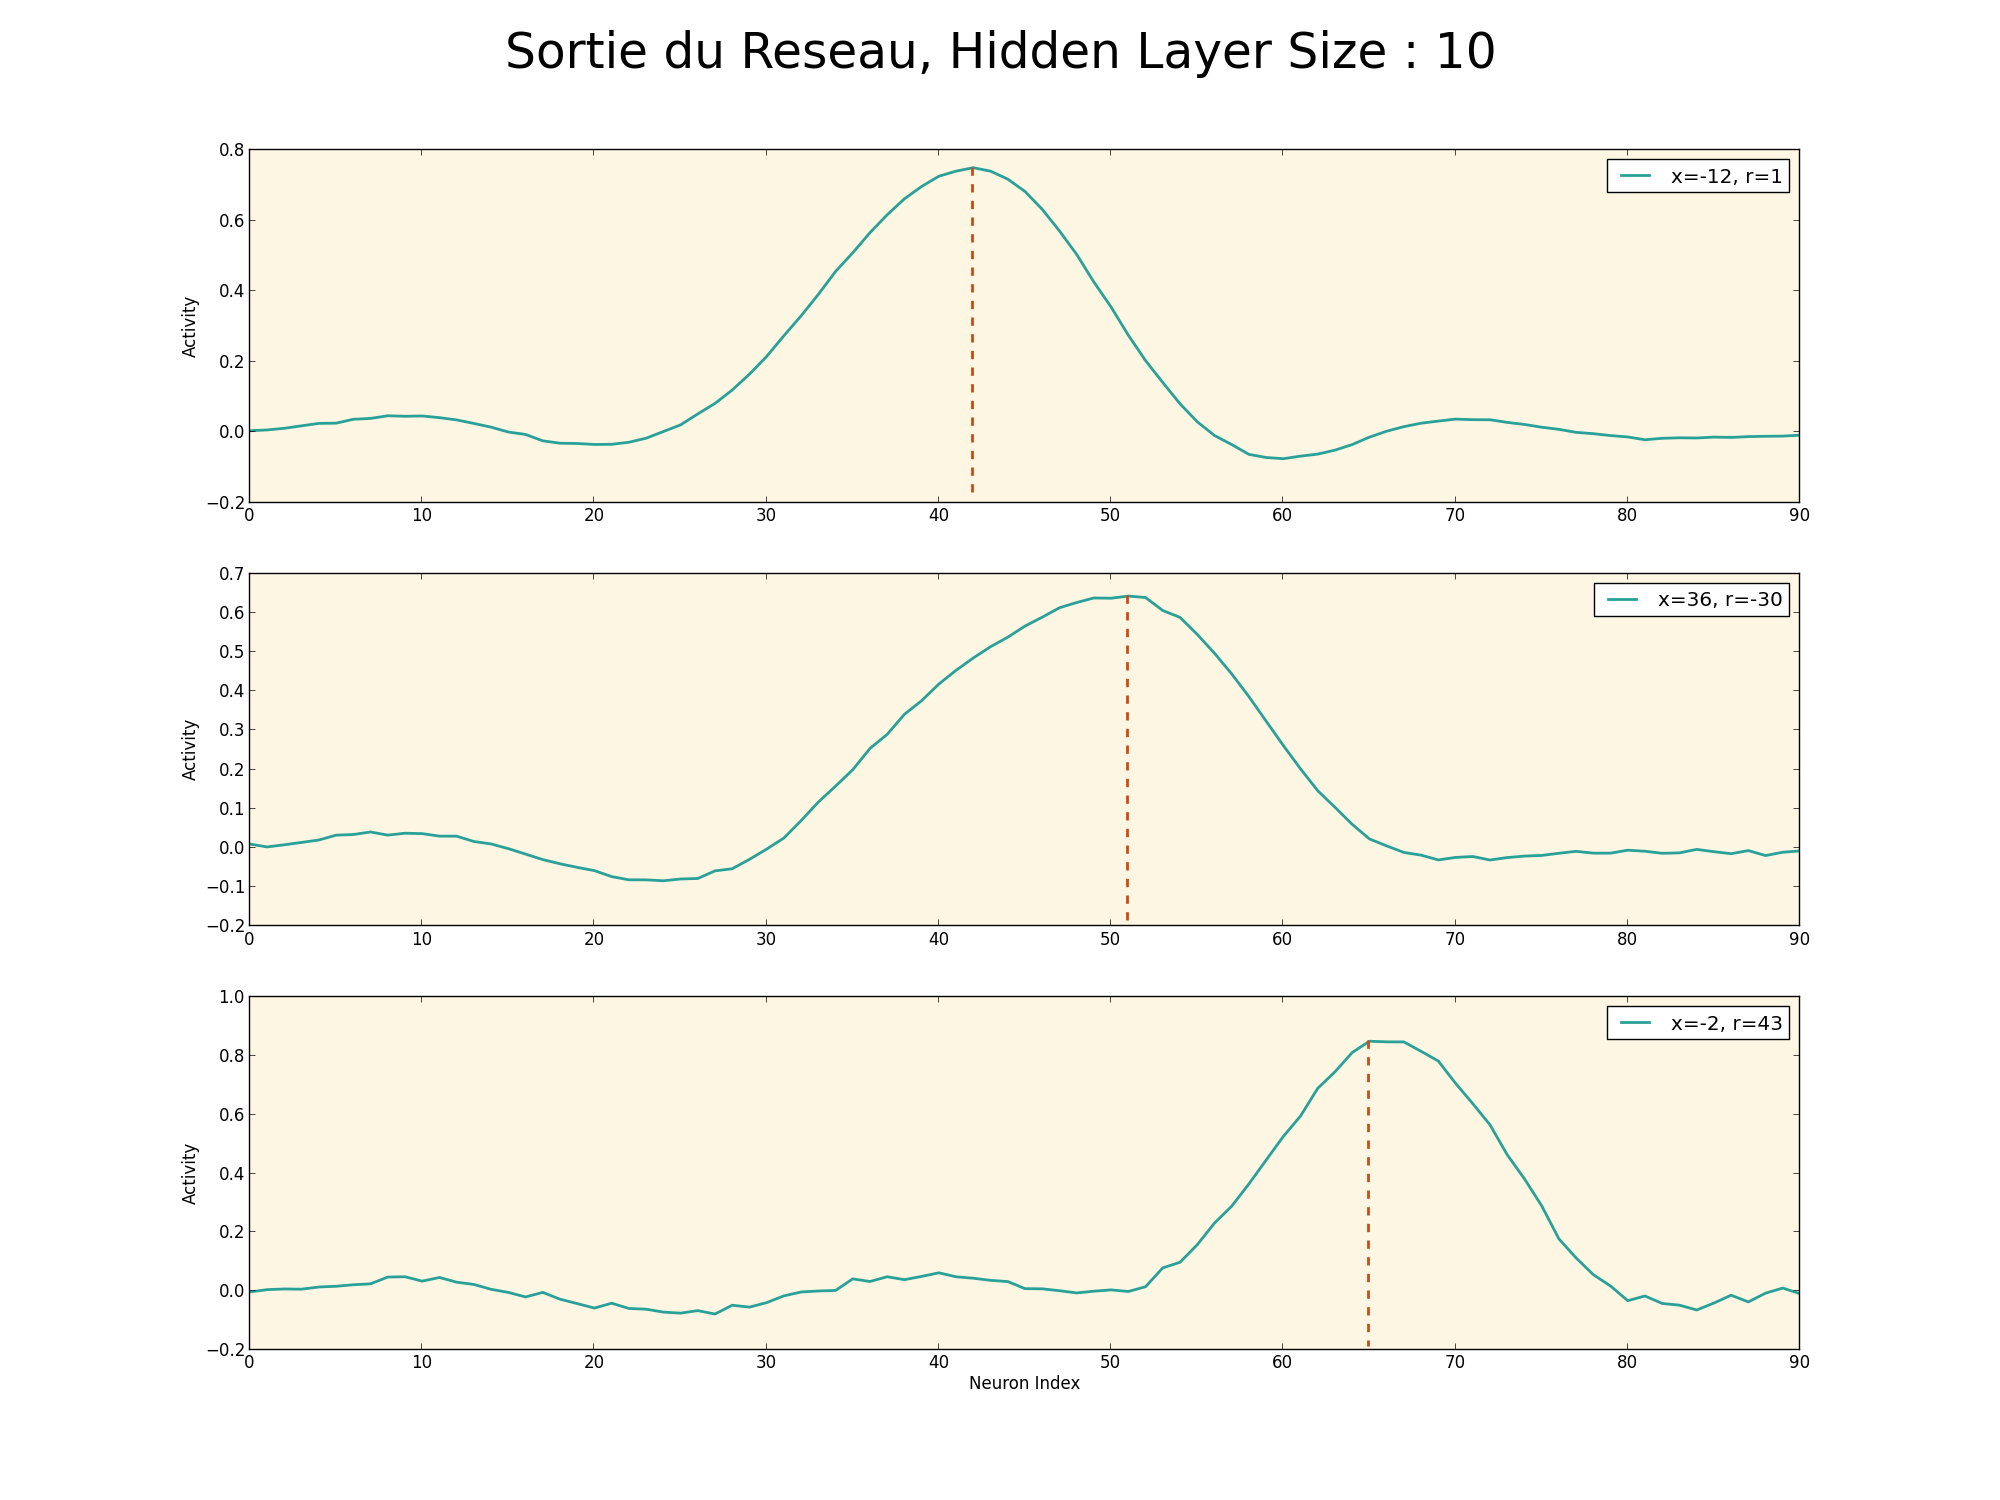 Sortie du Reseau, Hidden Layer Size : 10
0.8
0.6
0.4
0.2
0.0
−0.2
Activity
x=-12, r=1
0 10 20 30 40 50 60 70 80 90
0.7
0.6
0.5
0.4
0.3
0.2
0.1
0.0
−0.1
−0.2
Activity
x=36, r=-30
0 10 20 30 40 50 60 70 80 90
1.0
0.8
0.6
0.4
0.2
0.0
−0.2
Activity
x=-2, r=43
0 10 20 30 40 50 60 70 80 90
Neuron Index